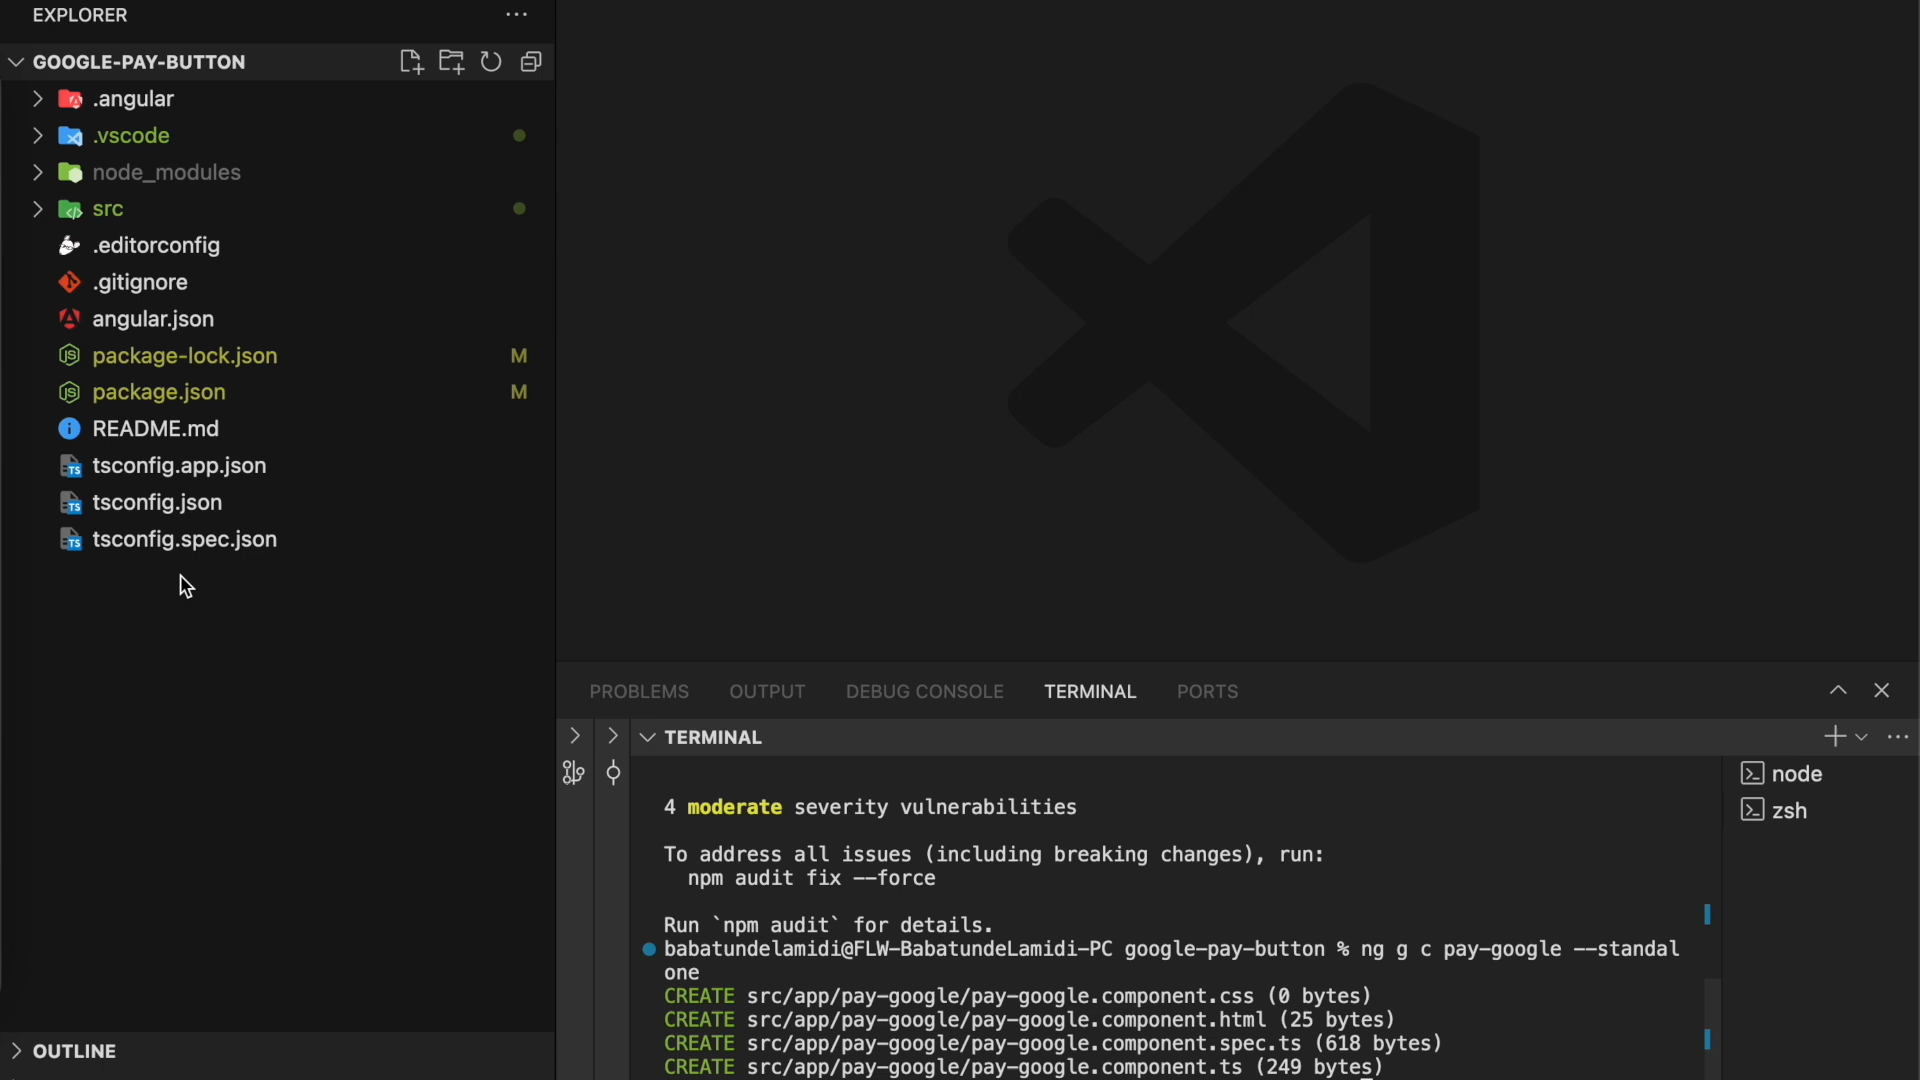 EXPLORER
GOOGLE-PAY-BUTTON
.angular
.vscode
node_modules
src
.editorconfig
.gitignore
angular.json
package-lock.json M
package.json M
README.md
tsconfig.app.json
tsconfig.json
tsconfig.spec.json
OUTLINE
PROBLEMS OUTPUT DEBUG CONSOLE TERMINAL PORTS
TERMINAL
node
zsh
4 moderate severity vulnerabilities
To address all issues (including breaking changes), run:
npm audit fix --force
Run `npm audit` for details.
babatundelamidi@FLW-BabatundeLamidi-PC google-pay-button % ng g c pay-google --standal
one
CREATE src/app/pay-google/pay-google.component.css (0 bytes)
CREATE src/app/pay-google/pay-google.component.html (25 bytes)
CREATE src/app/pay-google/pay-google.component.spec.ts (618 bytes)
CREATE src/app/pay-google/pay-google.component.ts (249 bytes)